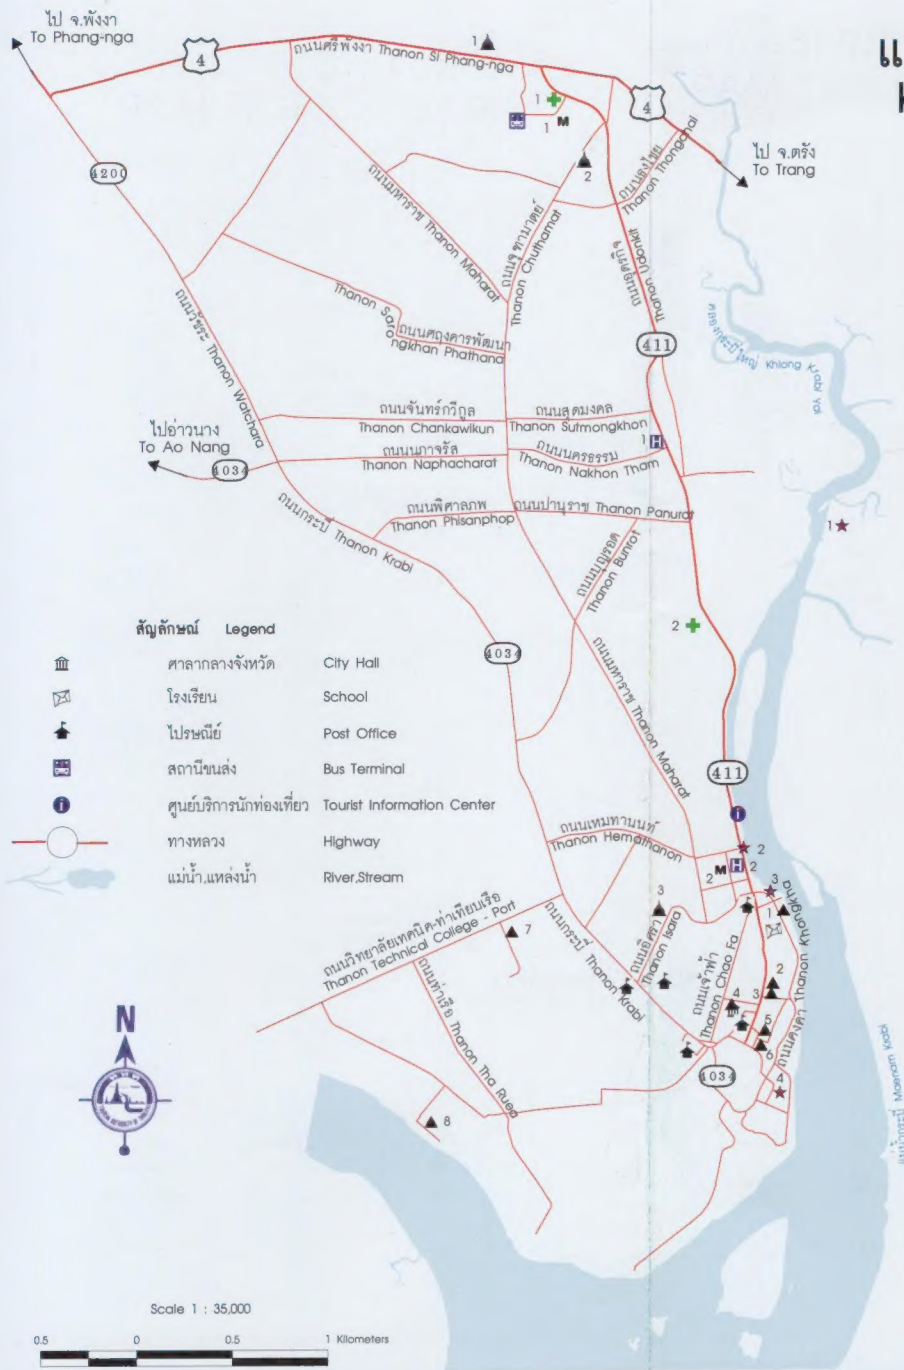 ไป จ.พังงา
To Phang-nga
4
ถนนศรีพังงา Thanon Si Phang-nga
1
1
1
M
4
2
ไป จ.ตรัง
To Trang
4200
ถนนธงไชย
Thanon Thongchai
ถนนมหาราช Thanon Maharat
ถนนจุฑามาตย์
Thanon Chuthamat
Thanon Udonkit
คลองกระบี่ใหญ่ Khlong Krabi Yai
ถนนวัชระ Thanon Watchara
Thanon Saro
ngkhan Phathana
411
ถนนจันทร์กวีกูล
Thanon Chankawikun
ถนนสุดมงคล
Thanon Sutmongkhon
ไปอ่าวนาง
To Ao Nang
4034
ถนนนภาจรัส
Thanon Naphacharat
ถนนนครธรรม
Thanon Nakhon Tham
1 H
ถนนกระบี่ Thanon Krabi
ถนนพิศาลภพ
Thanon Phisanphop
ถนนปานุราช Thanon Panurat
1
ถนนบุญรอด
Thanon Bunrot
2
4034
ถนนมหาราช Thanon Maharat
สัญลักษณ์ Legend
ศาลากลางจังหวัด City Hall
โรงเรียน School
ไปรษณีย์ Post Office
สถานีขนส่ง Bus Terminal
i ศูนย์บริการนักท่องเที่ยว Tourist Information Center
ทางหลวง Highway
แม่น้ำ,แหล่งน้ำ River,Stream
411
i
ถนนเหมทานนท์
Thanon Hemathanon
2
M
2
H
2
3
3
1
ถนนวิทยาลัยเทคนิค-ท่าเทียบเรือ
Thanon Technical College - Port
7
ถนนกระบี่ Thanon Krabi
ถนนอิศรา
Thanon Isara
ถนนเจ้าฟ้า
Thanon Chao Fa
ถนนคงคา Thanon Khongkha
2
4
3
5
6
4
ถนนท่าเรือ Thanon Tha Ruea
4034
N
8
แม่น้ำกระบี่ Maenam Krabi
Scale 1 : 35,000
0.5 0 0.5 1 Kilometers